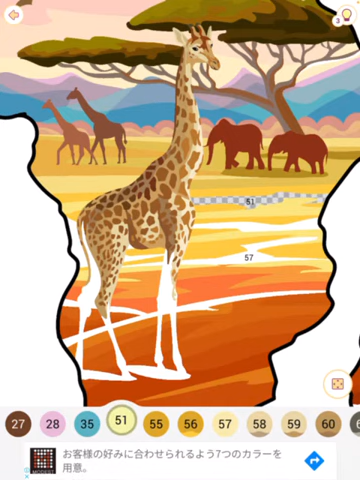 3
51
57
27 28 35 51 55 56 57 58 59 60
お客様の好みに合わせられるよう7つのカラーを
用意。